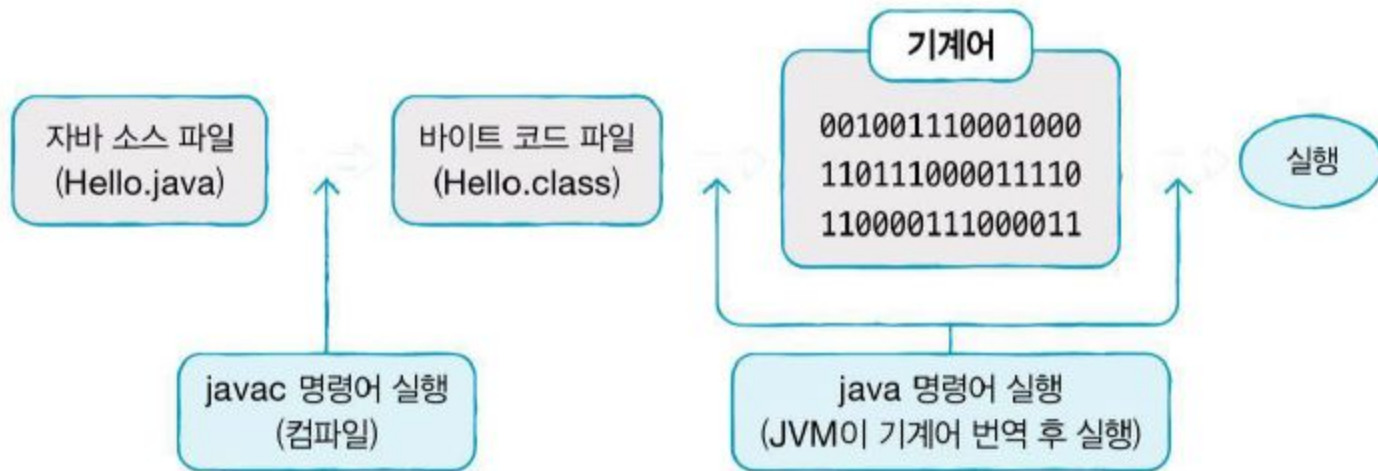 기계어
자바 소스 파일
(Hello.java)
바이트 코드 파일
(Hello.class)
001001110001000
110111000011110
110000111000011
실행
javac 명령어 실행
(컴파일)
java 명령어 실행
(JVM이 기계어 번역 후 실행)